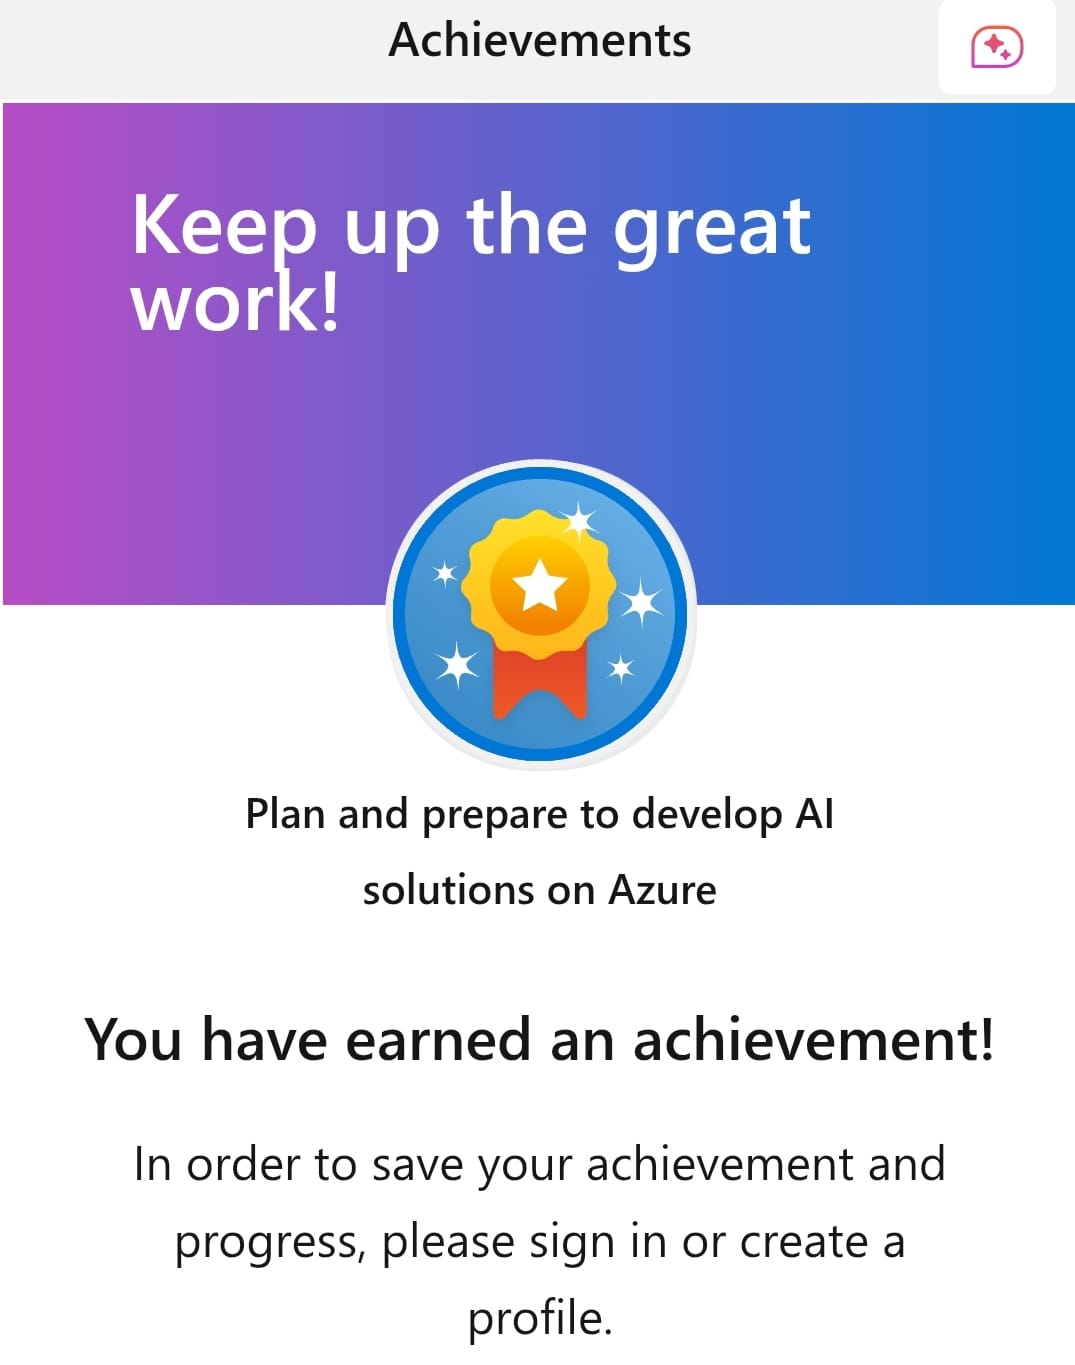 Achievements
Keep up the great
work!
Plan and prepare to develop AI
solutions on Azure
You have earned an achievement!
In order to save your achievement and
progress, please sign in or create a
profile.